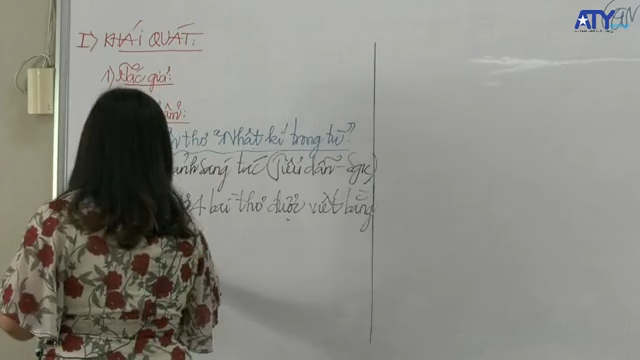 I) KHÁI QUÁT:
1) Tác giả:
thơ "Nhật kí trong tù":
sáng tác (Tiểu dẫn - SgK)
4 bài thơ được viết bằng
ATY